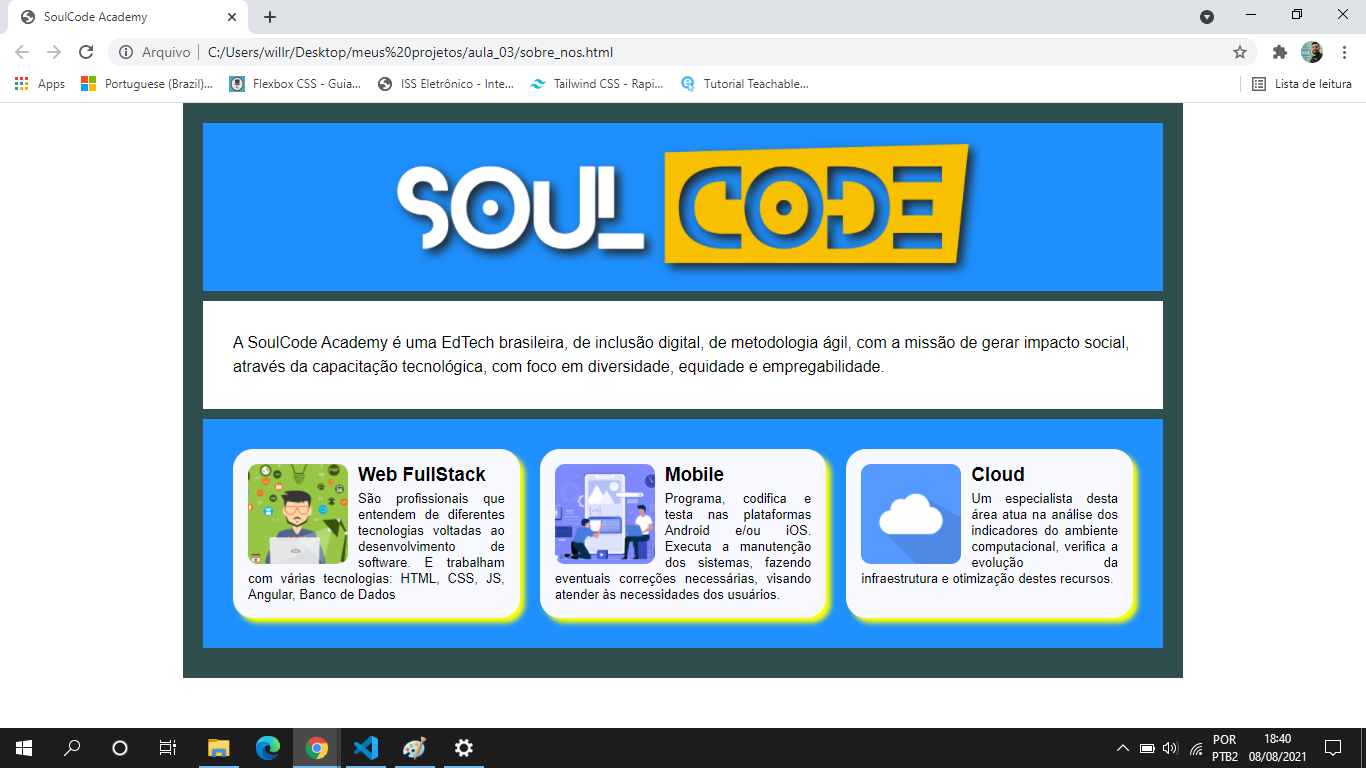 SoulCode Academy
Arquivo
C:/Users/willr/Desktop/meus%20projetos/aula_03/sobre_nos.html
Apps
Portuguese (Brazil)...
Flexbox CSS - Guia...
ISS Eletrônico - Inte...
Tailwind CSS - Rapi...
Tutorial Teachable...
Lista de leitura
SOUL CODE
A SoulCode Academy é uma EdTech brasileira, de inclusão digital, de metodologia ágil, com a missão de gerar impacto social,
através da capacitação tecnológica, com foco em diversidade, equidade e empregabilidade.
Web FullStack
São profissionais que
entendem de diferentes
tecnologias voltadas ao
desenvolvimento de
software. E trabalham
com várias tecnologias: HTML, CSS, JS,
Angular, Banco de Dados
Mobile
Programa, codifica e
testa nas plataformas
Android e/ou iOS.
Executa a manutenção
dos sistemas, fazendo
eventuais correções necessárias, visando
atender às necessidades dos usuários.
Cloud
Um especialista desta
área atua na análise dos
indicadores do ambiente
computacional, verifica a
evolução da
infraestrutura e otimização destes recursos.
POR
PTB2
18:40
08/08/2021